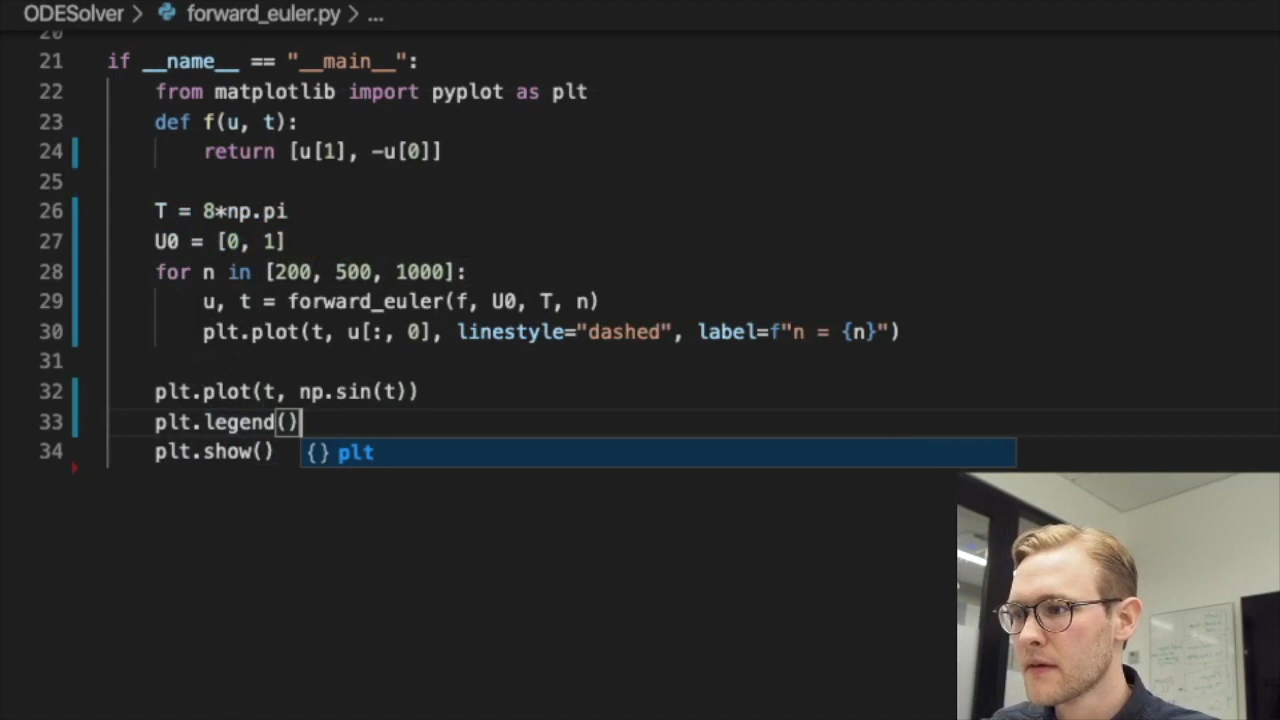 ODESolver > forward_euler.py > ...
20
21 if __name__ == "__main__":
22 from matplotlib import pyplot as plt
23 def f(u, t):
24 return [u[1], -u[0]]
25
26 T = 8*np.pi
27 U0 = [0, 1]
28 for n in [200, 500, 1000]:
29 u, t = forward_euler(f, U0, T, n)
30 plt.plot(t, u[:, 0], linestyle="dashed", label=f"n = {n}")
31
32 plt.plot(t, np.sin(t))
33 plt.legend()
34 plt.show()
{} plt